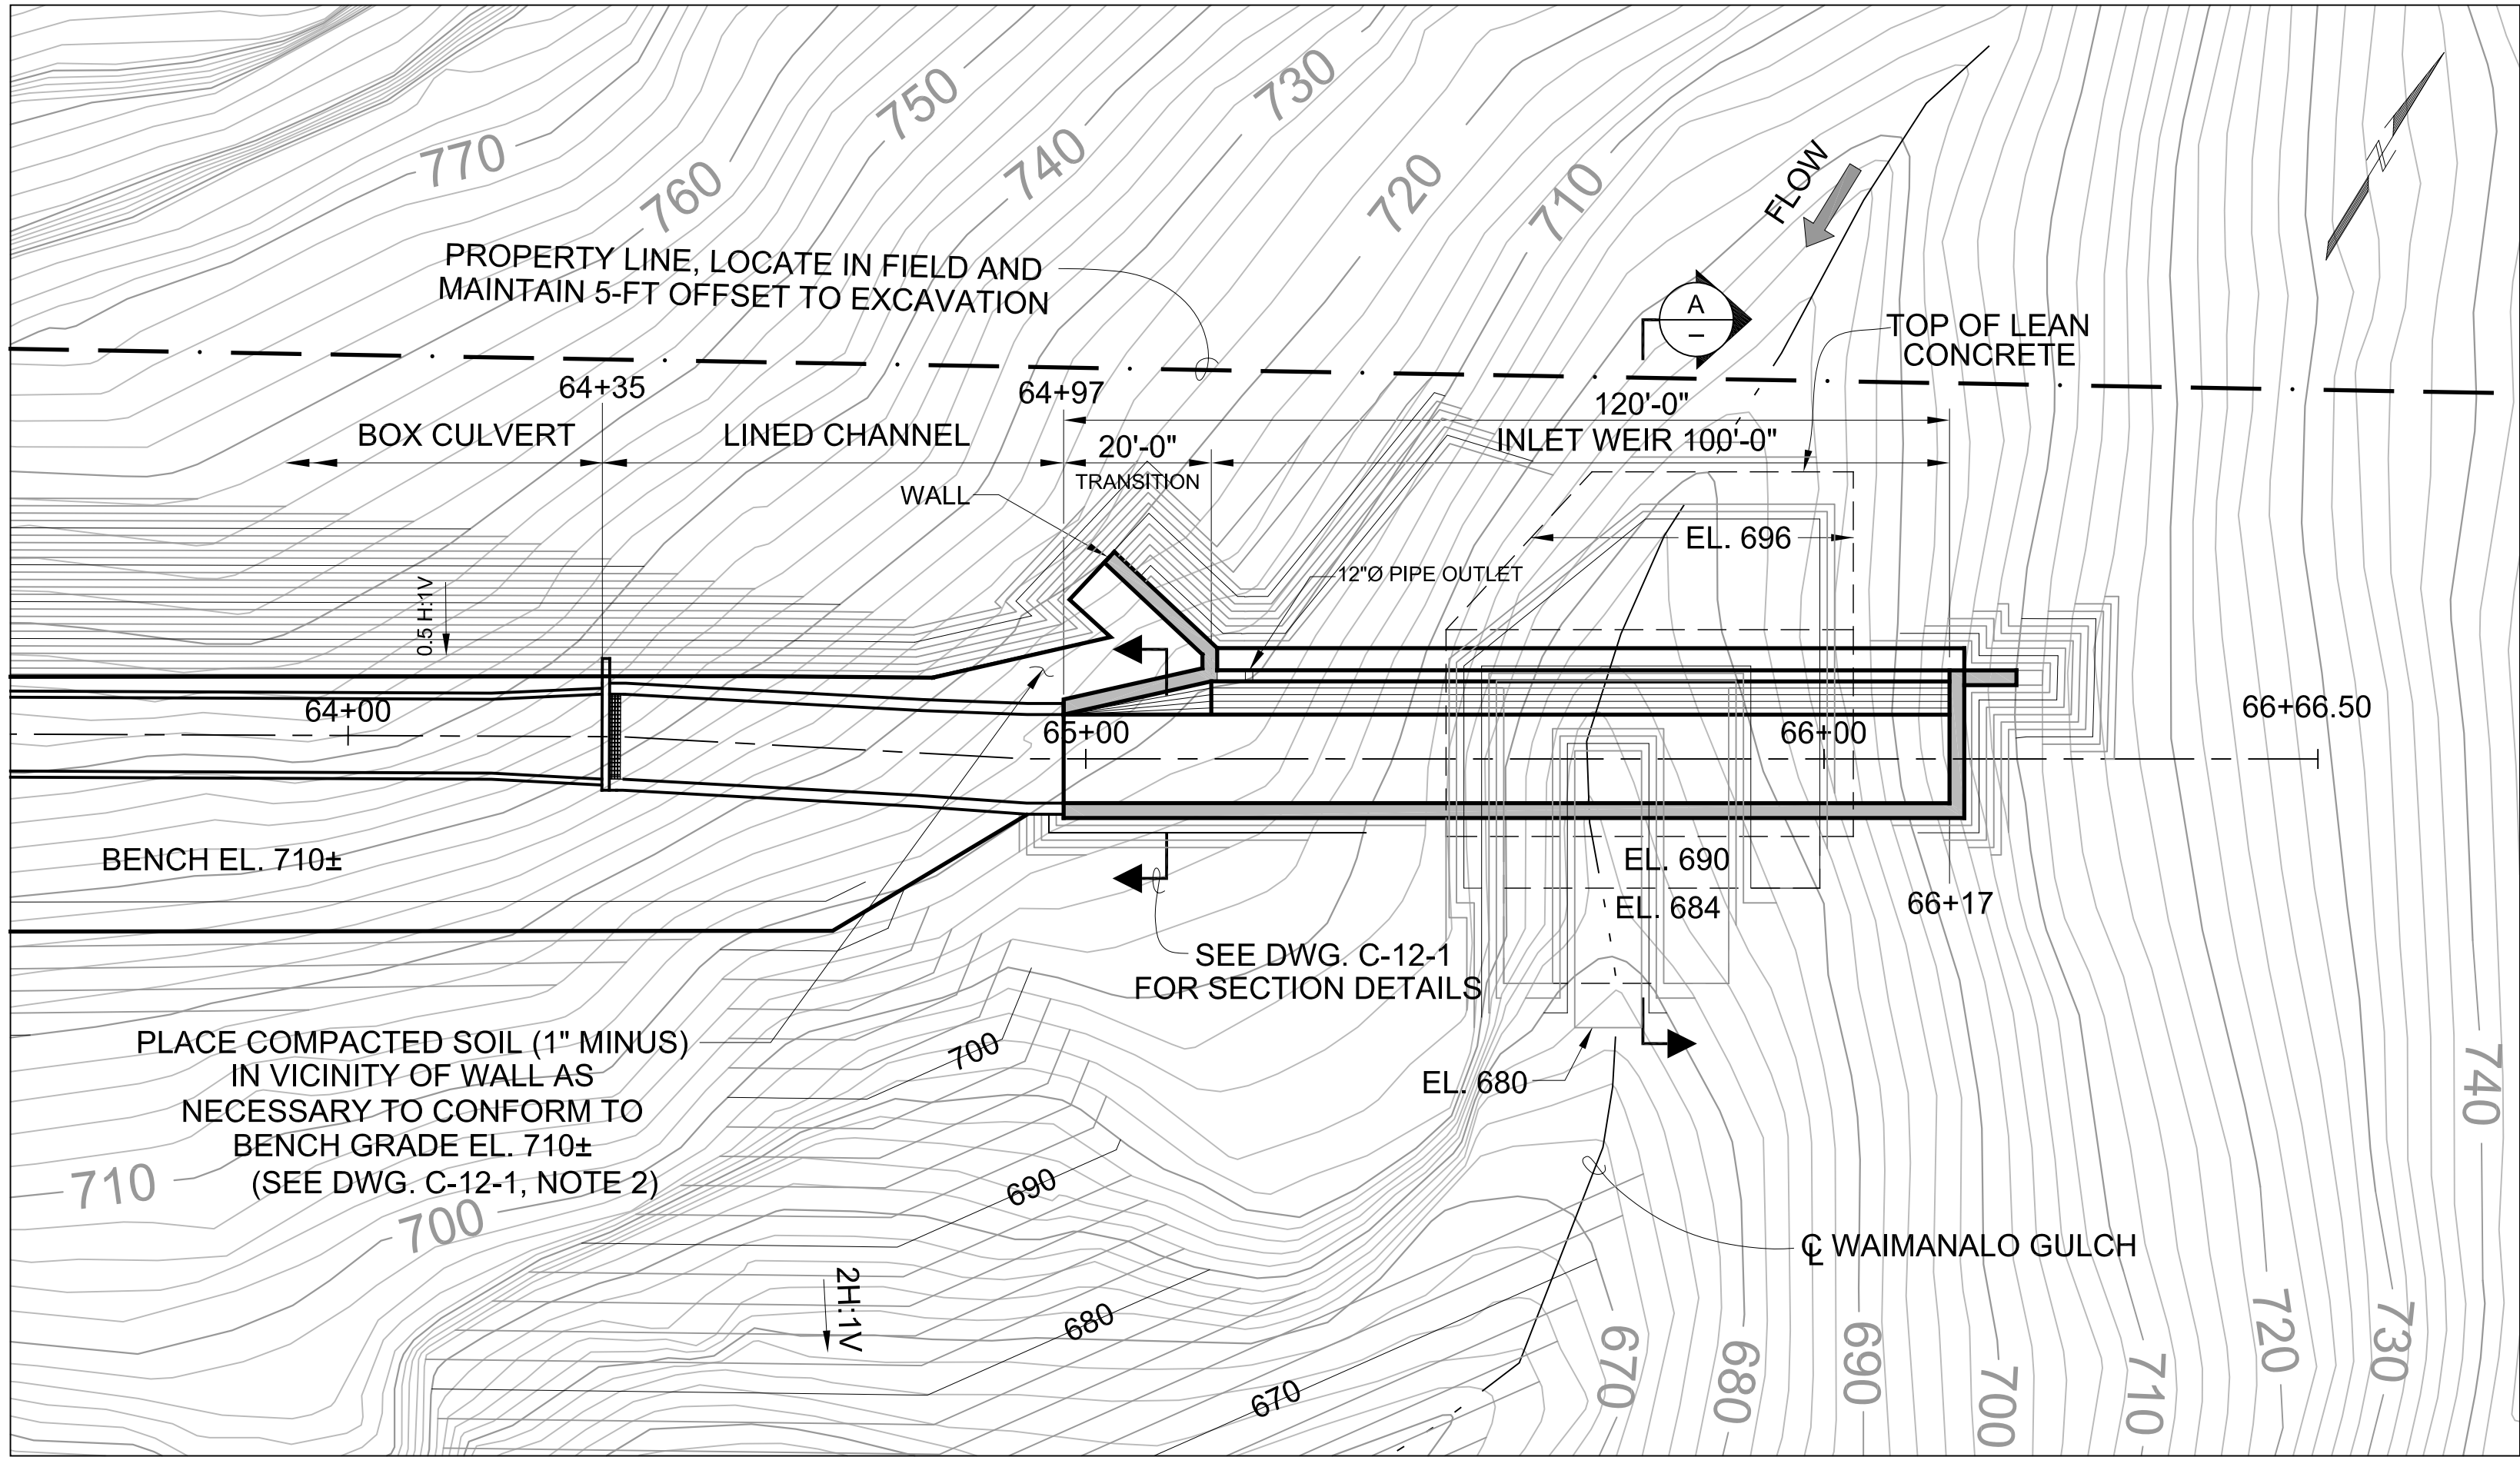 750
730
770
740
760
720
710
FLOW
PROPERTY LINE, LOCATE IN FIELD AND
MAINTAIN 5-FT OFFSET TO EXCAVATION
A
–
TOP OF LEAN
CONCRETE
64+35
64+97
120'-0"
BOX CULVERT
LINED CHANNEL
20'-0"
TRANSITION
INLET WEIR 100'-0"
WALL
EL. 696
12"Ø PIPE OUTLET
0.5 H:1V
64+00
65+00
66+00
66+66.50
BENCH EL. 710±
EL. 690
EL. 684
66+17
SEE DWG. C-12-1
FOR SECTION DETAILS
PLACE COMPACTED SOIL (1" MINUS)
IN VICINITY OF WALL AS
NECESSARY TO CONFORM TO
BENCH GRADE EL. 710±
(SEE DWG. C-12-1, NOTE 2)
700
EL. 680
740
710
700
690
℄ WAIMANALO GULCH
2H:1V
680
670
670
680
690
700
710
720
730
N